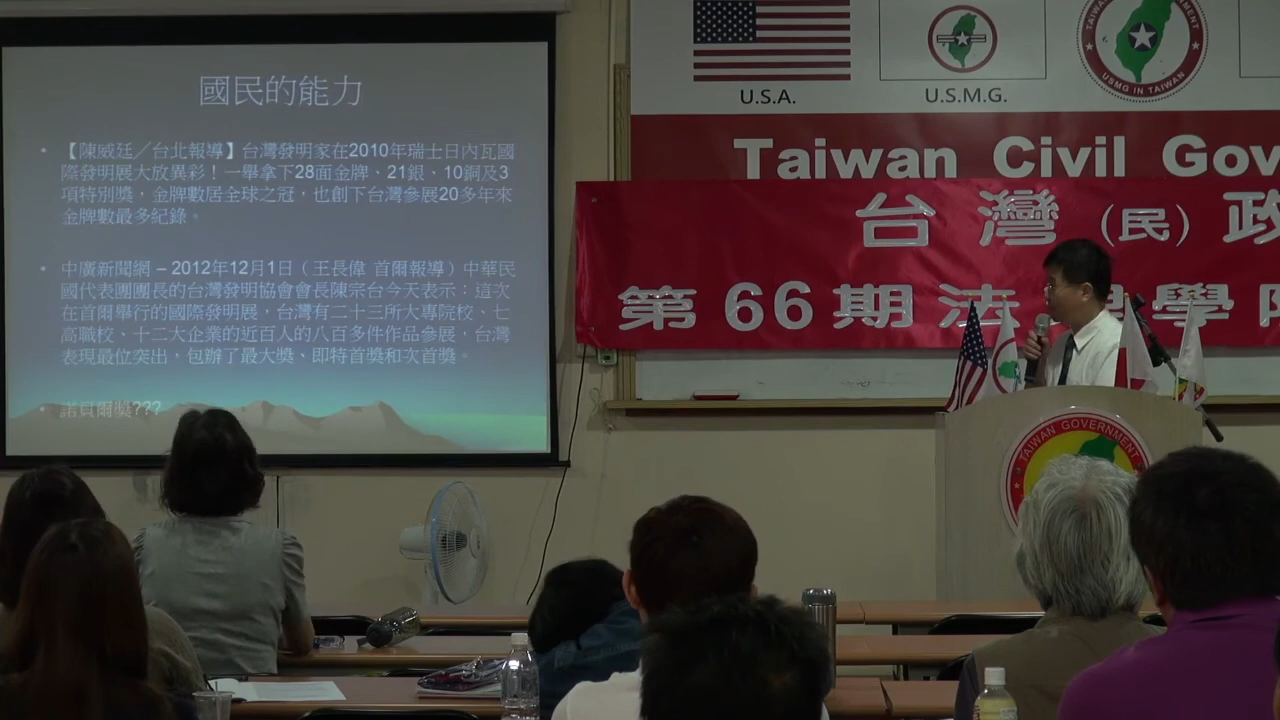 國民的能力
• 【陳威廷／台北報導】台灣發明家在2010年瑞士日內瓦國
際發明展大放異彩！一舉拿下28面金牌、21銀、10銅及3
項特別獎，金牌數居全球之冠，也創下台灣參展20多年來
金牌數最多紀錄。
• 中廣新聞網 – 2012年12月1日（王長偉 首爾報導）中華民
國代表團團長的台灣發明協會會長陳宗台今天表示：這次
在首爾舉行的國際發明展，台灣有二十三所大專院校、七
高職校、十二大企業的近百人的八百多件作品參展，台灣
表現最位突出，包辦了最大獎、即特首獎和次首獎。
• 諾貝爾獎???
U.S.A.
U.S.M.G.
USMG IN TAIWAN
Taiwan Civil Gov
台灣（民）政
第66期法理學
TAIWAN GOVERNMENT